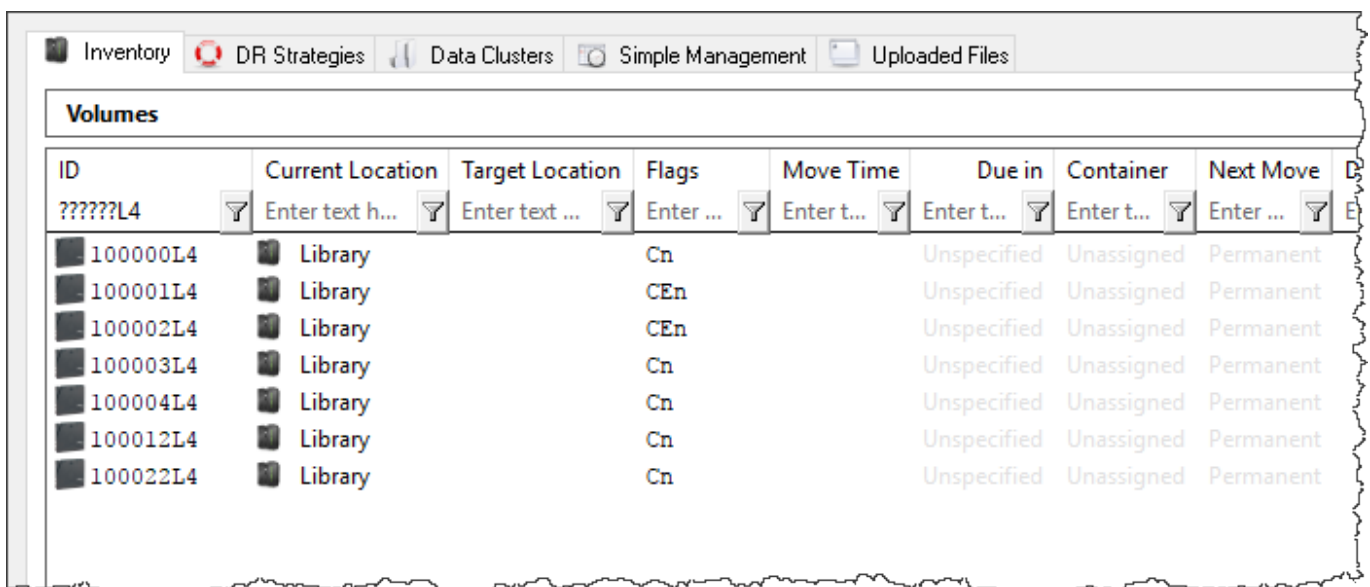 Inventory DR Strategies Data Clusters Simple Management Uploaded Files
Volumes
ID Current Location Target Location Flags Move Time Due in Container Next Move D
??????L4 Enter text h... Enter text ... Enter ... Enter t... Enter t... Enter t... Enter ... E
100000L4 Library Cn Unspecified Unassigned Permanent
100001L4 Library CEn Unspecified Unassigned Permanent
100002L4 Library CEn Unspecified Unassigned Permanent
100003L4 Library Cn Unspecified Unassigned Permanent
100004L4 Library Cn Unspecified Unassigned Permanent
100012L4 Library Cn Unspecified Unassigned Permanent
100022L4 Library Cn Unspecified Unassigned Permanent